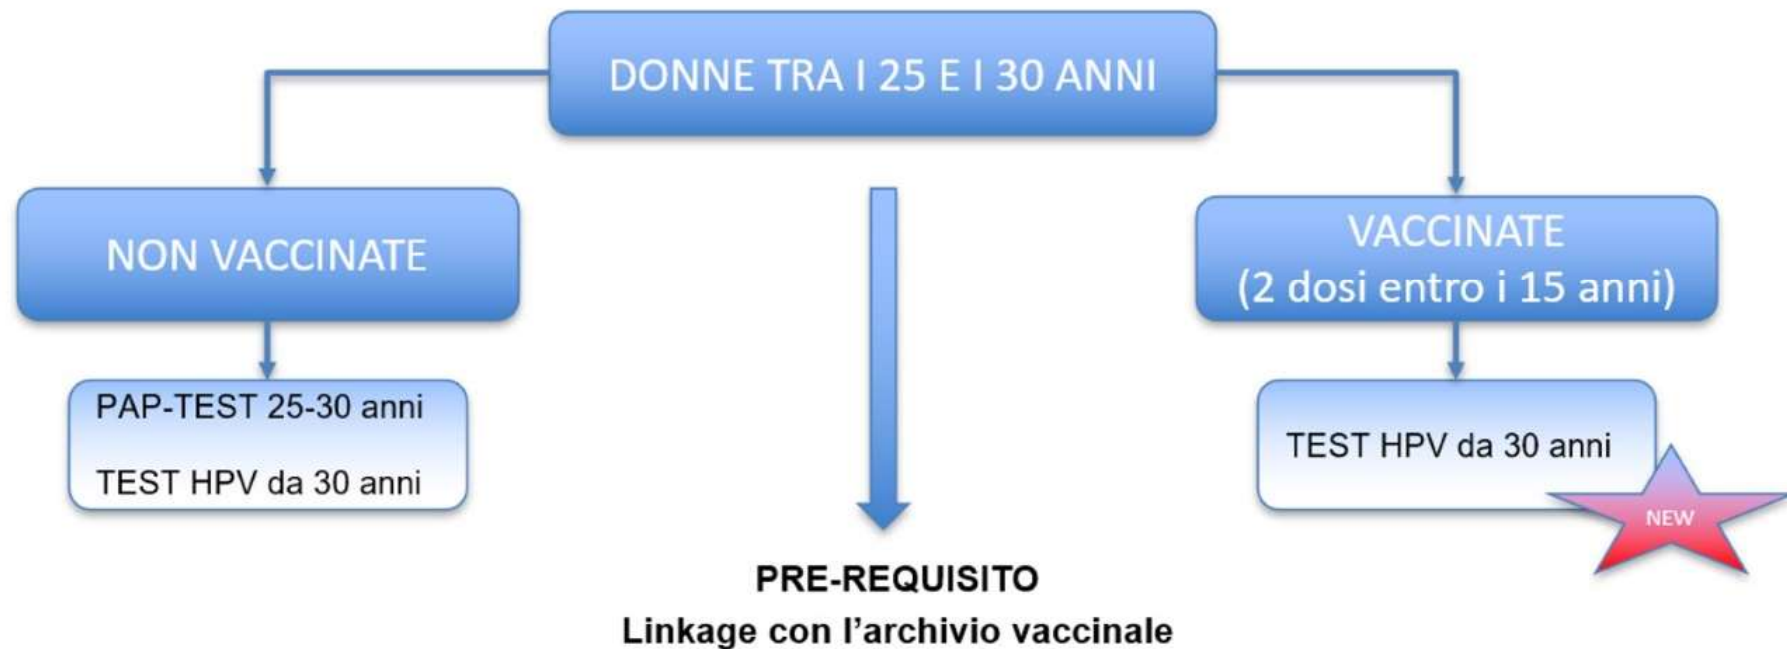 DONNE TRA I 25 E I 30 ANNI
NON VACCINATE
VACCINATE
(2 dosi entro i 15 anni)
PAP-TEST 25-30 anni
TEST HPV da 30 anni
TEST HPV da 30 anni
NEW
PRE-REQUISITO
Linkage con l'archivio vaccinale